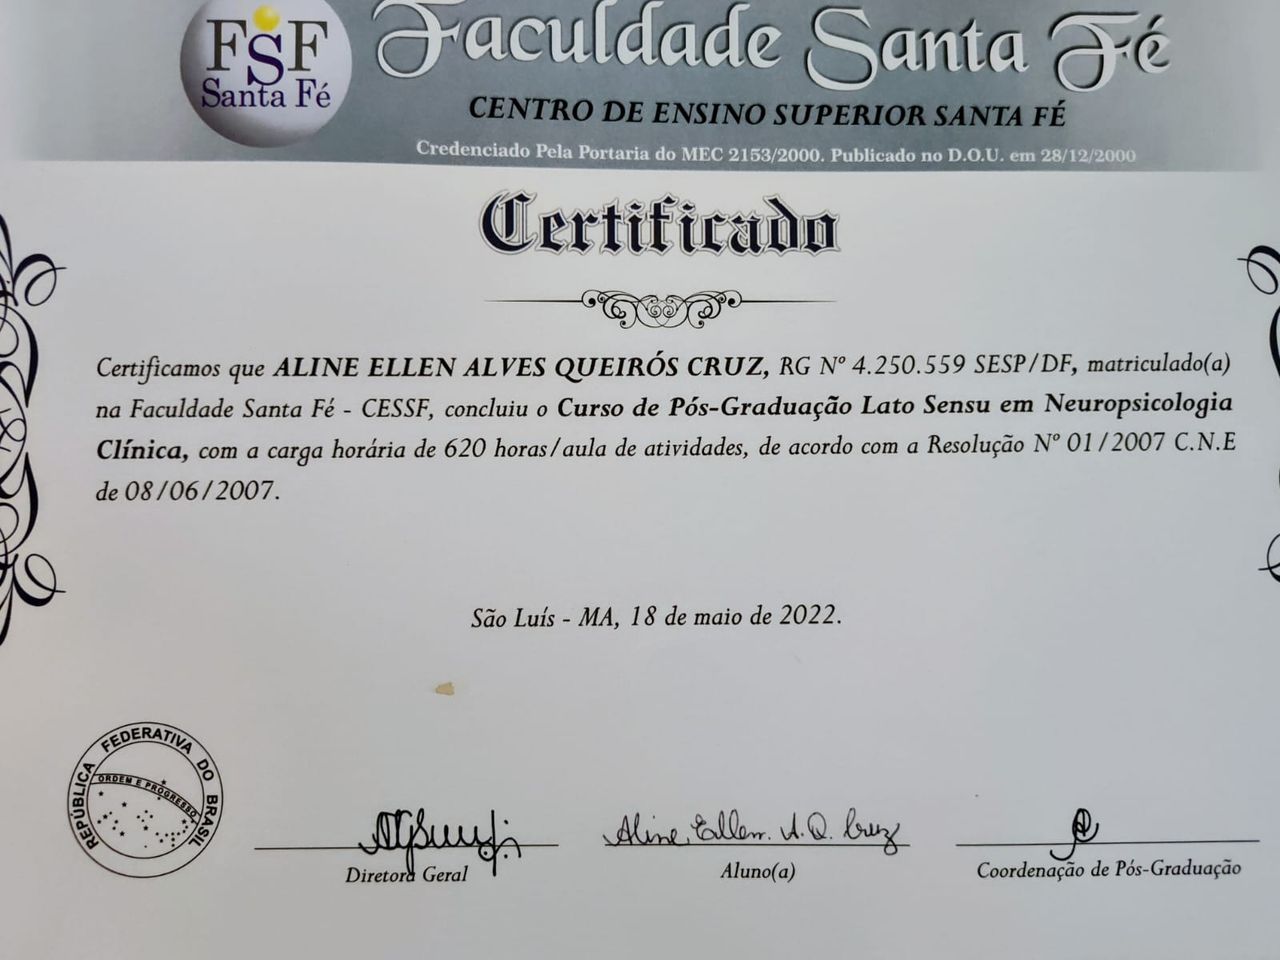 FSF
Santa Fé
Faculdade Santa Fé
CENTRO DE ENSINO SUPERIOR SANTA FÉ
Credenciado Pela Portaria do MEC 2153/2000. Publicado no D.O.U. em 28/12/2000
Certificado
Certificamos que ALINE ELLEN ALVES QUEIRÓS CRUZ, RG Nº 4.250.559 SESP/DF, matriculado(a)
na Faculdade Santa Fé - CESSF, concluiu o Curso de Pós-Graduação Lato Sensu em Neuropsicologia
Clínica, com a carga horária de 620 horas/aula de atividades, de acordo com a Resolução Nº 01/2007 C.N.E
de 08/06/2007.
São Luís - MA, 18 de maio de 2022.
REPÚBLICA FEDERATIVA DO BRASIL
ORDEM E PROGRESSO
Aline Ellen A. Q. Cruz
Diretora Geral
Aluno(a)
Coordenação de Pós-Graduação